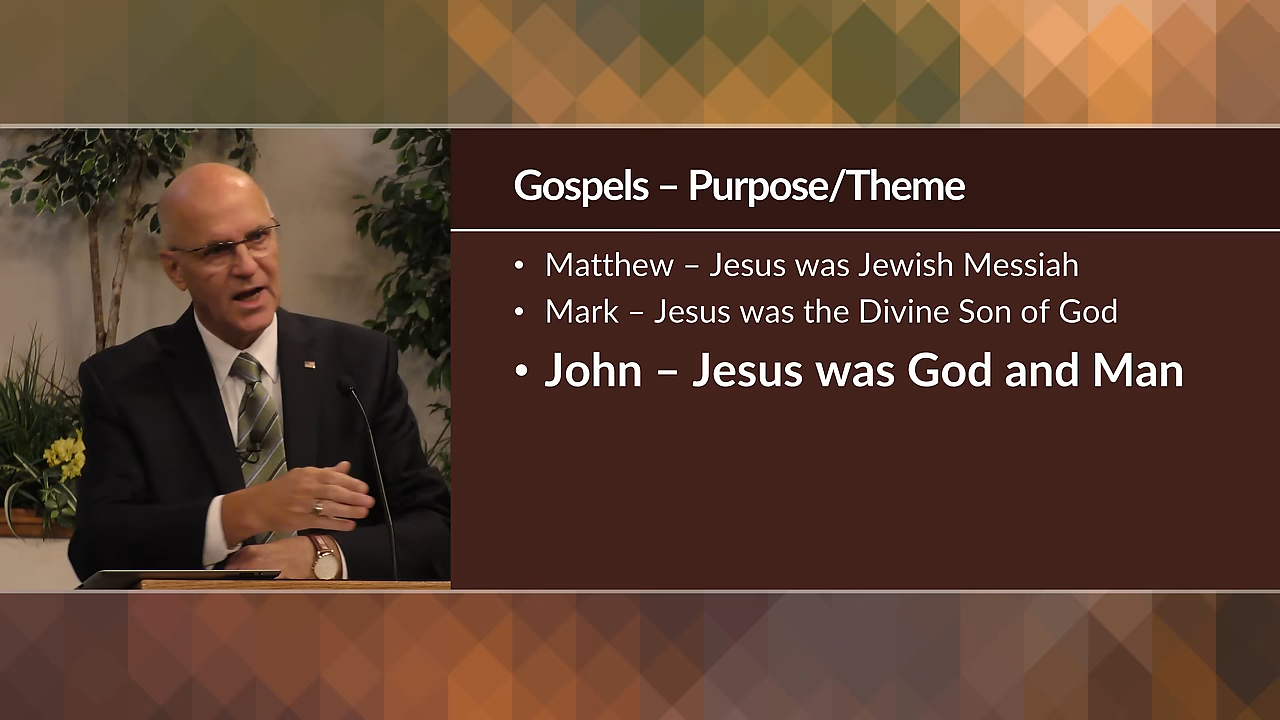 Gospels – Purpose/Theme
• Matthew – Jesus was Jewish Messiah
• Mark – Jesus was the Divine Son of God
• John – Jesus was God and Man